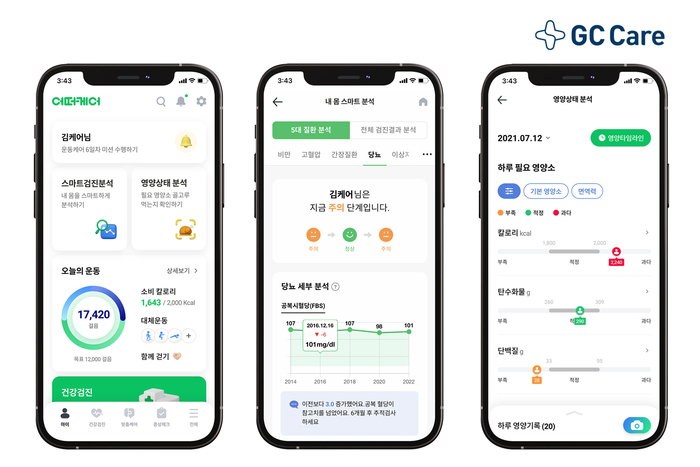 GC Care
3:43
어떠케어
김케어님
운동케어 6일차 미션 수행하기
스마트검진분석
내 몸을 스마트하게
분석하기
영양상태 분석
필요 영양소 골고루
먹는지 확인하기
오늘의 운동
상세보기 >
17,420
걸음
목표 12,000 걸음
소비 칼로리
1,643 / 2,000 Kcal
대체운동
함께 걷기
건강검진
마이
건강검진
맞춤케어
증상체크
전체
3:43
내 몸 스마트 분석
5대 질환 분석
전체 검진결과 분석
비만
고혈압
간장질환
당뇨
이상지
김케어님은
지금 주의 단계입니다.
주의
정상
주의
당뇨 세부 분석 ?
공복시혈당(FBS)
107
107
98
101
2016.12.16
▼ -6
101mg/dl
2014
2016
2018
2020
2022
이전보다 3.0 증가했어요.공복 혈당이
참고치를 넘었어요. 6개월 후 추적검사
하세요
3:43
영양상태 분석
2021.07.12
영양타임라인
하루 필요 영양소
기본 영양소
면역력
부족
적정
과다
칼로리 kcal
1,800
3,000
2,240
부족
적정
과다
탄수화물 g
240
300
290
부족
적정
과다
단백질 g
33
50
23
부족
적정
과다
하루 영양기록 (20)